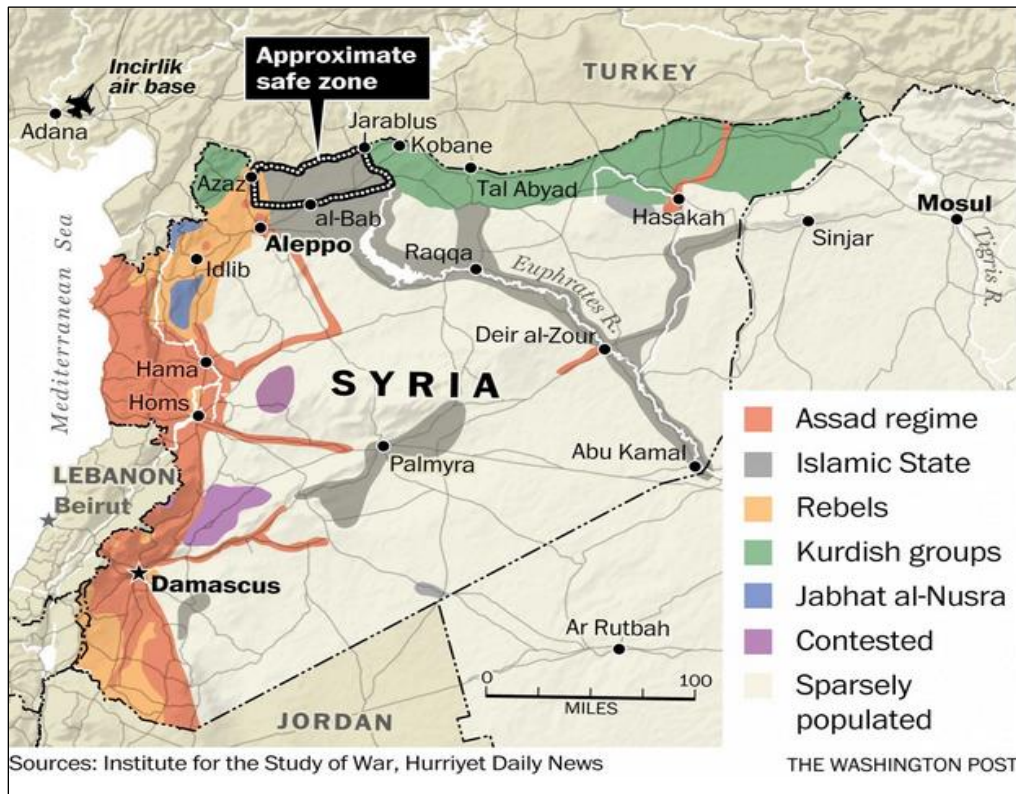 Approximate
safe zone
Incirlik
air base
TURKEY
Adana
Jarablus
Kobane
Azaz
Tal Abyad
al-Bab
Hasakah
Mosul
Aleppo
Sinjar
Raqqa
Tigris R.
Idlib
Euphrates R.
Mediterranean Sea
Deir al-Zour
Hama
SYRIA
Homs
Palmyra
Abu Kamal
LEBANON
Beirut
Damascus
Ar Rutbah
JORDAN
0 100
MILES
Assad regime
Islamic State
Rebels
Kurdish groups
Jabhat al-Nusra
Contested
Sparsely
populated
Sources: Institute for the Study of War, Hurriyet Daily News
THE WASHINGTON POST